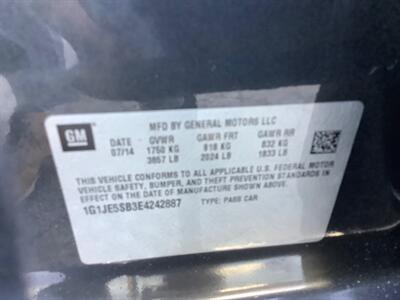 GM
MFD BY GENERAL MOTORS LLC
DATE GVWR GAWR FRT GAWR RR
07/14 1750 KG 918 KG 832 KG
3857 LB 2024 LB 1833 LB
THIS VEHICLE CONFORMS TO ALL APPLICABLE U.S. FEDERAL MOTOR
VEHICLE SAFETY, BUMPER, AND THEFT PREVENTION STANDARDS IN
EFFECT ON THE DATE OF MANUFACTURE SHOWN ABOVE.
1G1JE5SB3E4242887 TYPE: PASS CAR